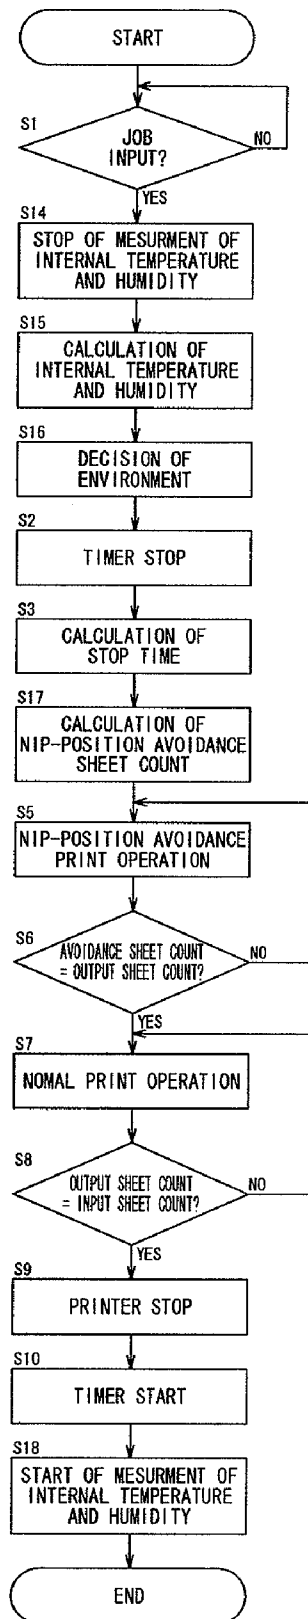 START
S1
JOB
INPUT?
NO
YES
S14
STOP OF MESURMENT OF
INTERNAL TEMPERATURE
AND HUMIDITY
S15
CALCULATION OF
INTERNAL TEMPERATURE
AND HUMIDITY
S16
DECISION OF
ENVIRONMENT
S2
TIMER STOP
S3
CALCULATION OF
STOP TIME
S17
CALCULATION OF
NIP-POSITION AVOIDANCE
SHEET COUNT
S5
NIP-POSITION AVOIDANCE
PRINT OPERATION
S6
AVOIDANCE SHEET COUNT
= OUTPUT SHEET COUNT?
NO
YES
S7
NOMAL PRINT OPERATION
S8
OUTPUT SHEET COUNT
= INPUT SHEET COUNT?
NO
YES
S9
PRINTER STOP
S10
TIMER START
S18
START OF MESURMENT OF
INTERNAL TEMPERATURE
AND HUMIDITY
END